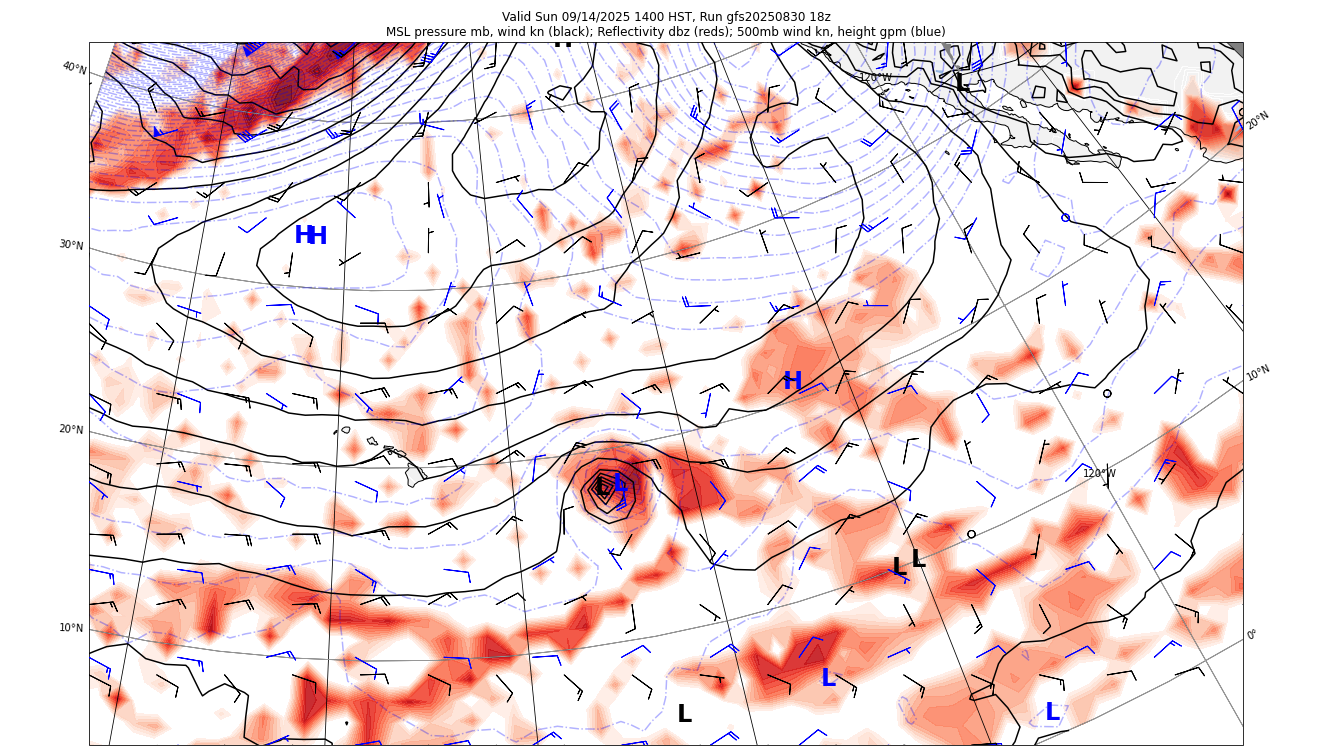 Valid Sun 09/14/2025 1400 HST, Run gfs20250830 18z
MSL pressure mb, wind kn (black); Reflectivity dbz (reds); 500mb wind kn, height gpm (blue)
H
40°N
120°W
L
20°N
H
H
30°N
10°N
H
20°N
120°W
L
L
L
L
10°N
0°
L
L
L